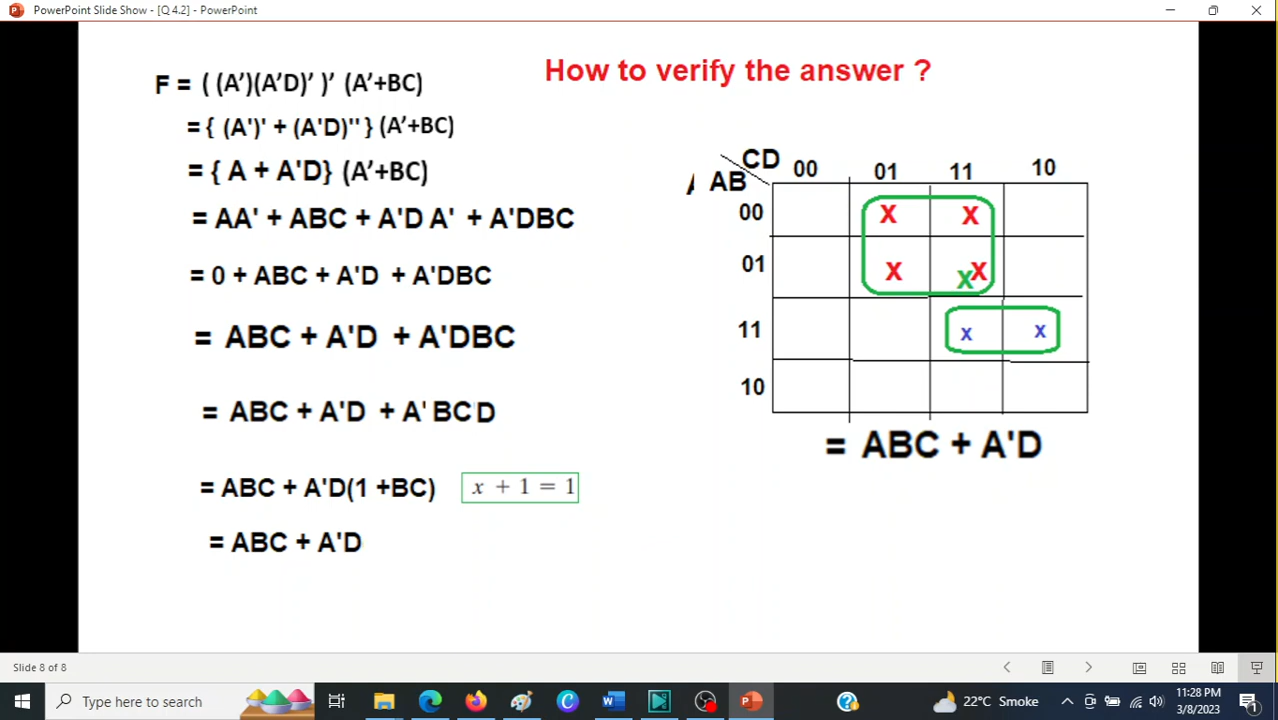 PowerPoint Slide Show - [Q 4.2] - PowerPoint
F = ( (A’)(A’D)’ )’ (A’+BC)
= { (A')' + (A'D)'' } (A’+BC)
= { A + A'D} (A’+BC)
= AA' + ABC + A'D A' + A'DBC
= 0 + ABC + A'D + A'DBC
= ABC + A'D + A'DBC
= ABC + A'D + A' BC D
= ABC + A'D(1 +BC)
x + 1 = 1
= ABC + A'D
How to verify the answer ?
CD
AB
00 01 11 10
00 X X
01 X X X
11 X X
10
= ABC + A'D
Slide 8 of 8
Type here to search
22°C Smoke
11:28 PM
3/8/2023
1